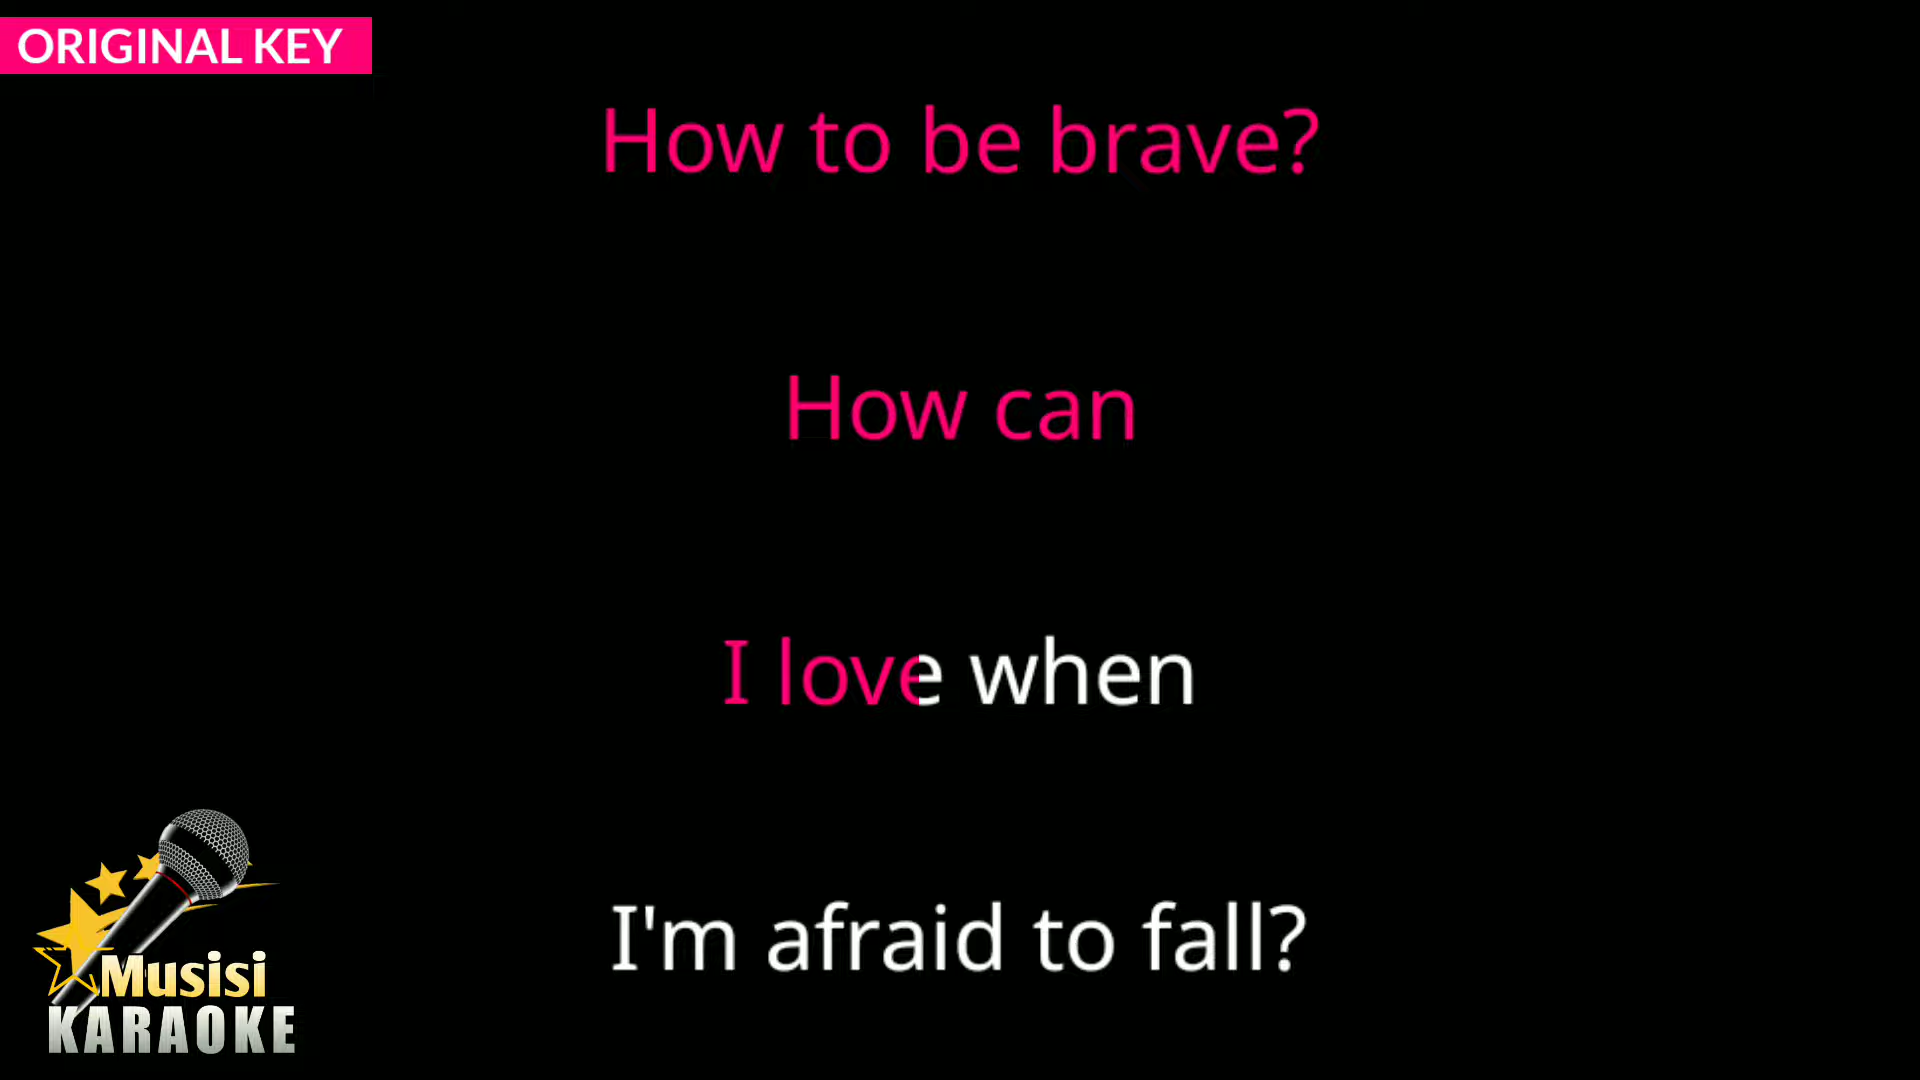 ORIGINAL KEY
How to be brave?
How can
I love when
I'm afraid to fall?
Musisi
KARAOKE